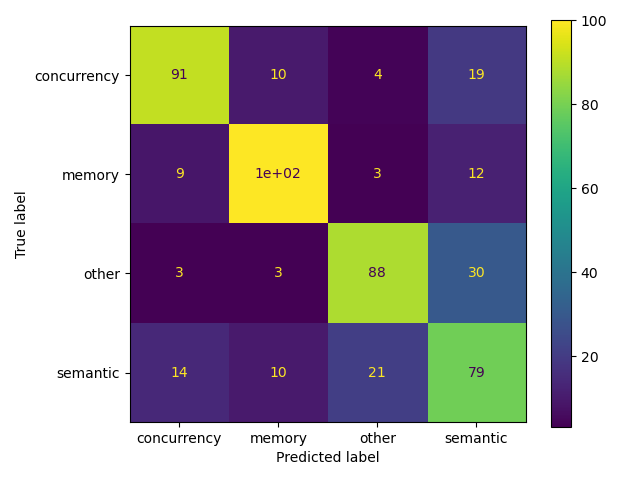 100
concurrency 91 10 4 19
80
memory 9 1e+02 3 12
60
True label
other 3 3 88 30
40
semantic 14 10 21 79
20
concurrency memory other semantic
Predicted label